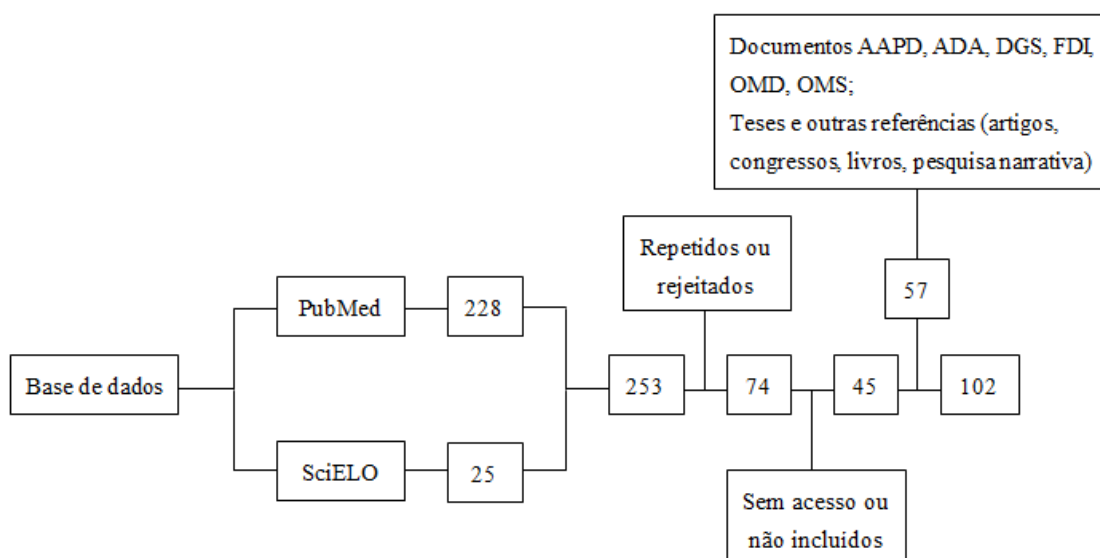 Documentos AAPD, ADA, DGS, FDI,
OMD, OMS;
Teses e outras referências (artigos,
congressos, livros, pesquisa narrativa)
Repetidos ou
rejeitados
57
PubMed
228
Base de dados
253
74
45
102
SciELO
25
Sem acesso ou
não incluidos